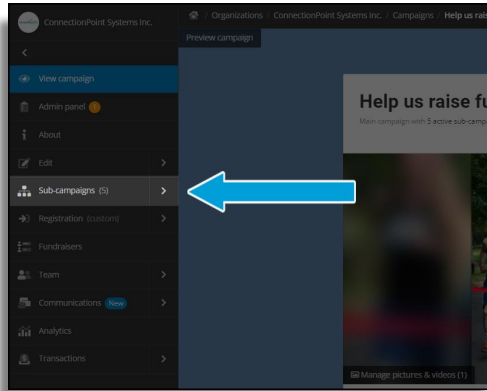 ConnectionPoint Systems Inc.
/ Organizations / ConnectionPoint Systems Inc. / Campaigns / Help us rais
Preview campaign
View campaign
Admin panel !
About
Edit
Sub-campaigns (5)
Registration (custom)
Fundraisers
Team
Communications New
Analytics
Transactions
Help us raise fu
Main campaign with 5 active sub-camp
Manage pictures & videos (1)